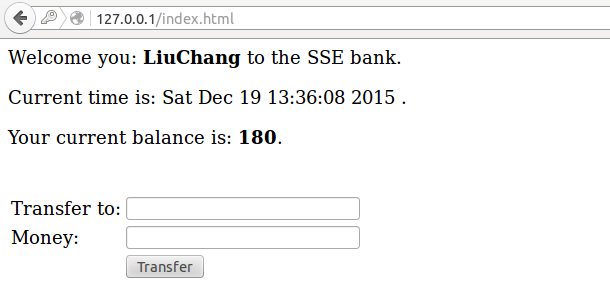 127.0.0.1/index.html
Welcome you: LiuChang to the SSE bank.
Current time is: Sat Dec 19 13:36:08 2015 .
Your current balance is: 180.
Transfer to:
Money:
Transfer